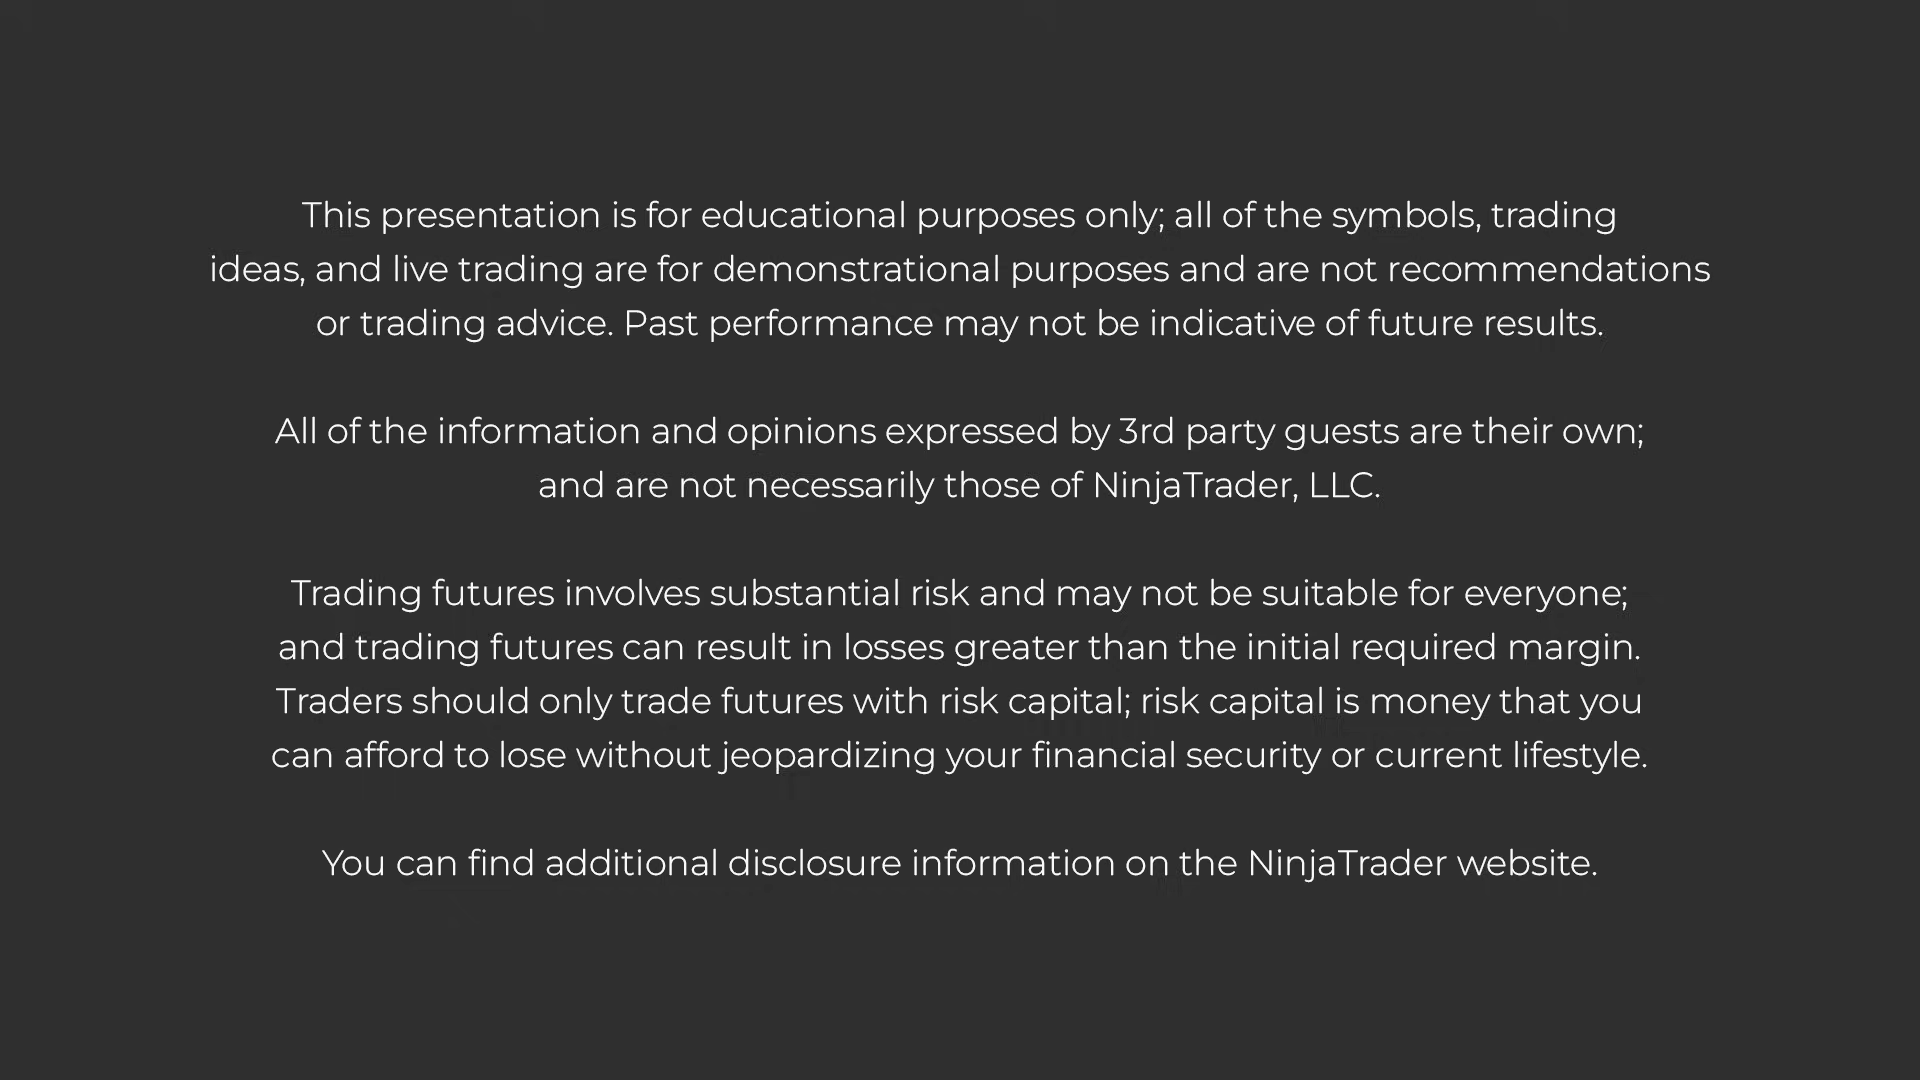 This presentation is for educational purposes only; all of the symbols, trading
ideas, and live trading are for demonstrational purposes and are not recommendations
or trading advice. Past performance may not be indicative of future results.
All of the information and opinions expressed by 3rd party guests are their own;
and are not necessarily those of NinjaTrader, LLC.
Trading futures involves substantial risk and may not be suitable for everyone;
and trading futures can result in losses greater than the initial required margin.
Traders should only trade futures with risk capital; risk capital is money that you
can afford to lose without jeopardizing your financial security or current lifestyle.
You can find additional disclosure information on the NinjaTrader website.